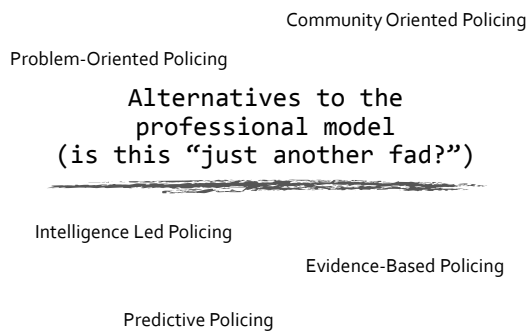 Community Oriented Policing
Problem-Oriented Policing
Alternatives to the
professional model
(is this “just another fad?”)
Intelligence Led Policing
Evidence-Based Policing
Predictive Policing